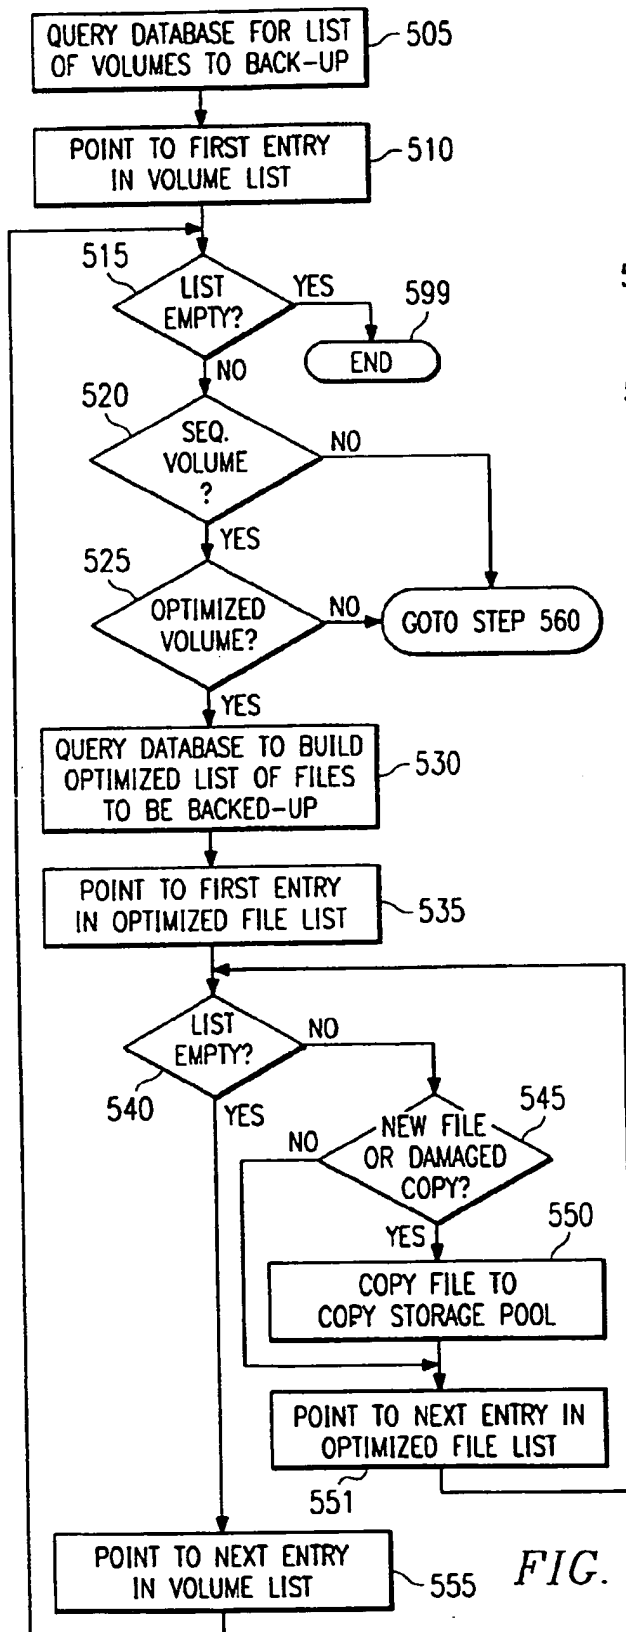 QUERY DATABASE FOR LIST
OF VOLUMES TO BACK-UP
505
POINT TO FIRST ENTRY
IN VOLUME LIST
510
515
LIST
EMPTY?
YES
599
END
NO
520
SEQ.
VOLUME
?
NO
YES
525
OPTIMIZED
VOLUME?
NO
GOTO STEP 560
YES
QUERY DATABASE TO BUILD
OPTIMIZED LIST OF FILES
TO BE BACKED-UP
530
POINT TO FIRST ENTRY
IN OPTIMIZED FILE LIST
535
LIST
EMPTY?
NO
540
YES
545
NEW FILE
OR DAMAGED
COPY?
NO
YES
550
COPY FILE TO
COPY STORAGE POOL
POINT TO NEXT ENTRY IN
OPTIMIZED FILE LIST
551
POINT TO NEXT ENTRY
IN VOLUME LIST
555
FIG.